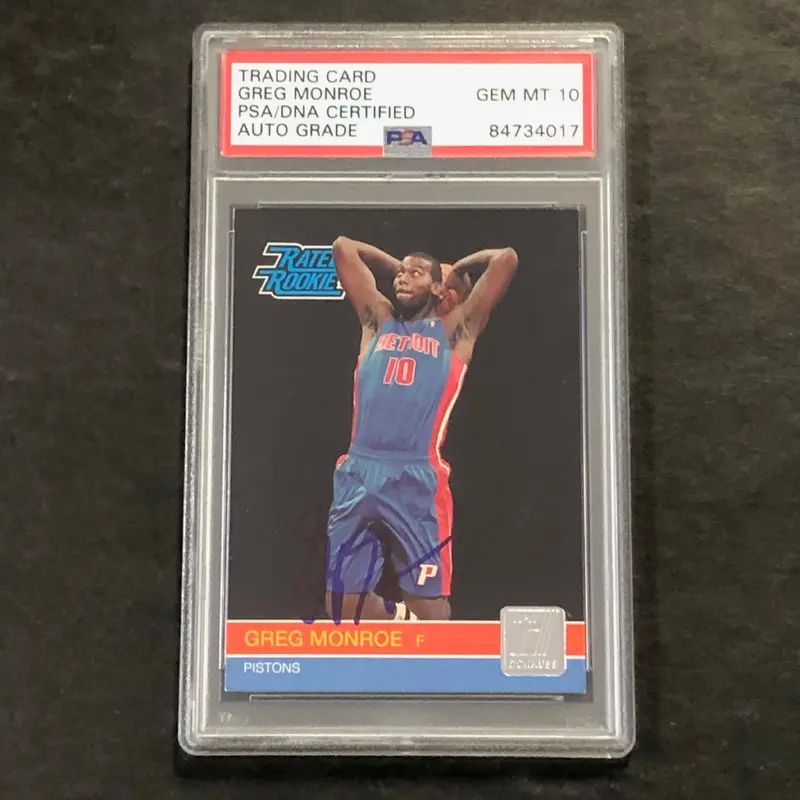 TRADING CARD
GREG MONROE
PSA/DNA CERTIFIED
AUTO GRADE
GEM MT 10
84734017
PSA
RATED
ROOKIE
DETROIT
10
P
GREG MONROE F
PISTONS
DONRUSS